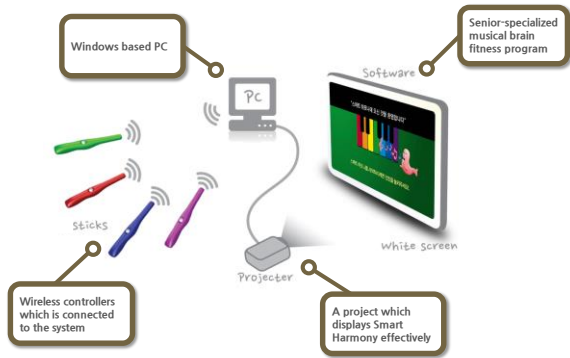 Windows based PC
Senior-specialized
musical brain
fitness program
Software
PC
sticks
White screen
Projecter
Wireless controllers
which is connected
to the system
A project which
displays Smart
Harmony effectively